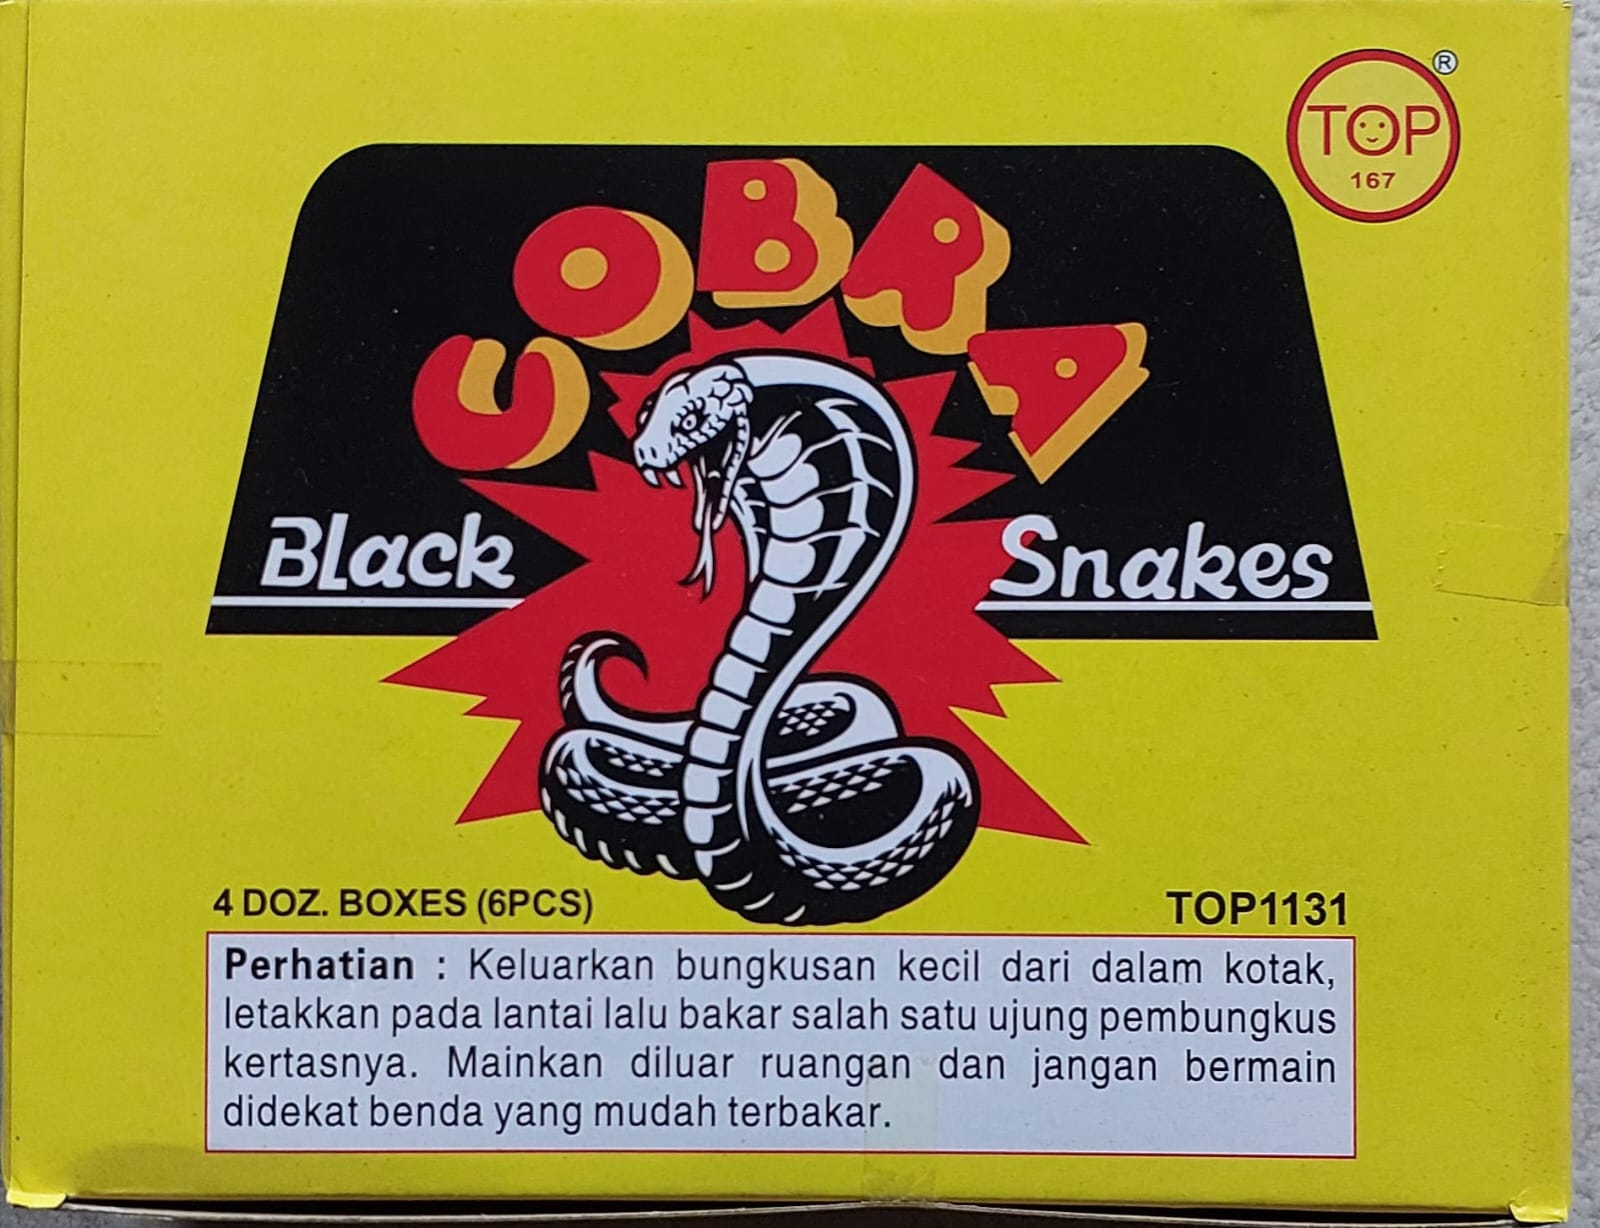 ®
TOP
167
COBRA
Black Snakes
4 DOZ. BOXES (6PCS) TOP1131
Perhatian : Keluarkan bungkusan kecil dari dalam kotak,
letakkan pada lantai lalu bakar salah satu ujung pembungkus
kertasnya. Mainkan diluar ruangan dan jangan bermain
didekat benda yang mudah terbakar.